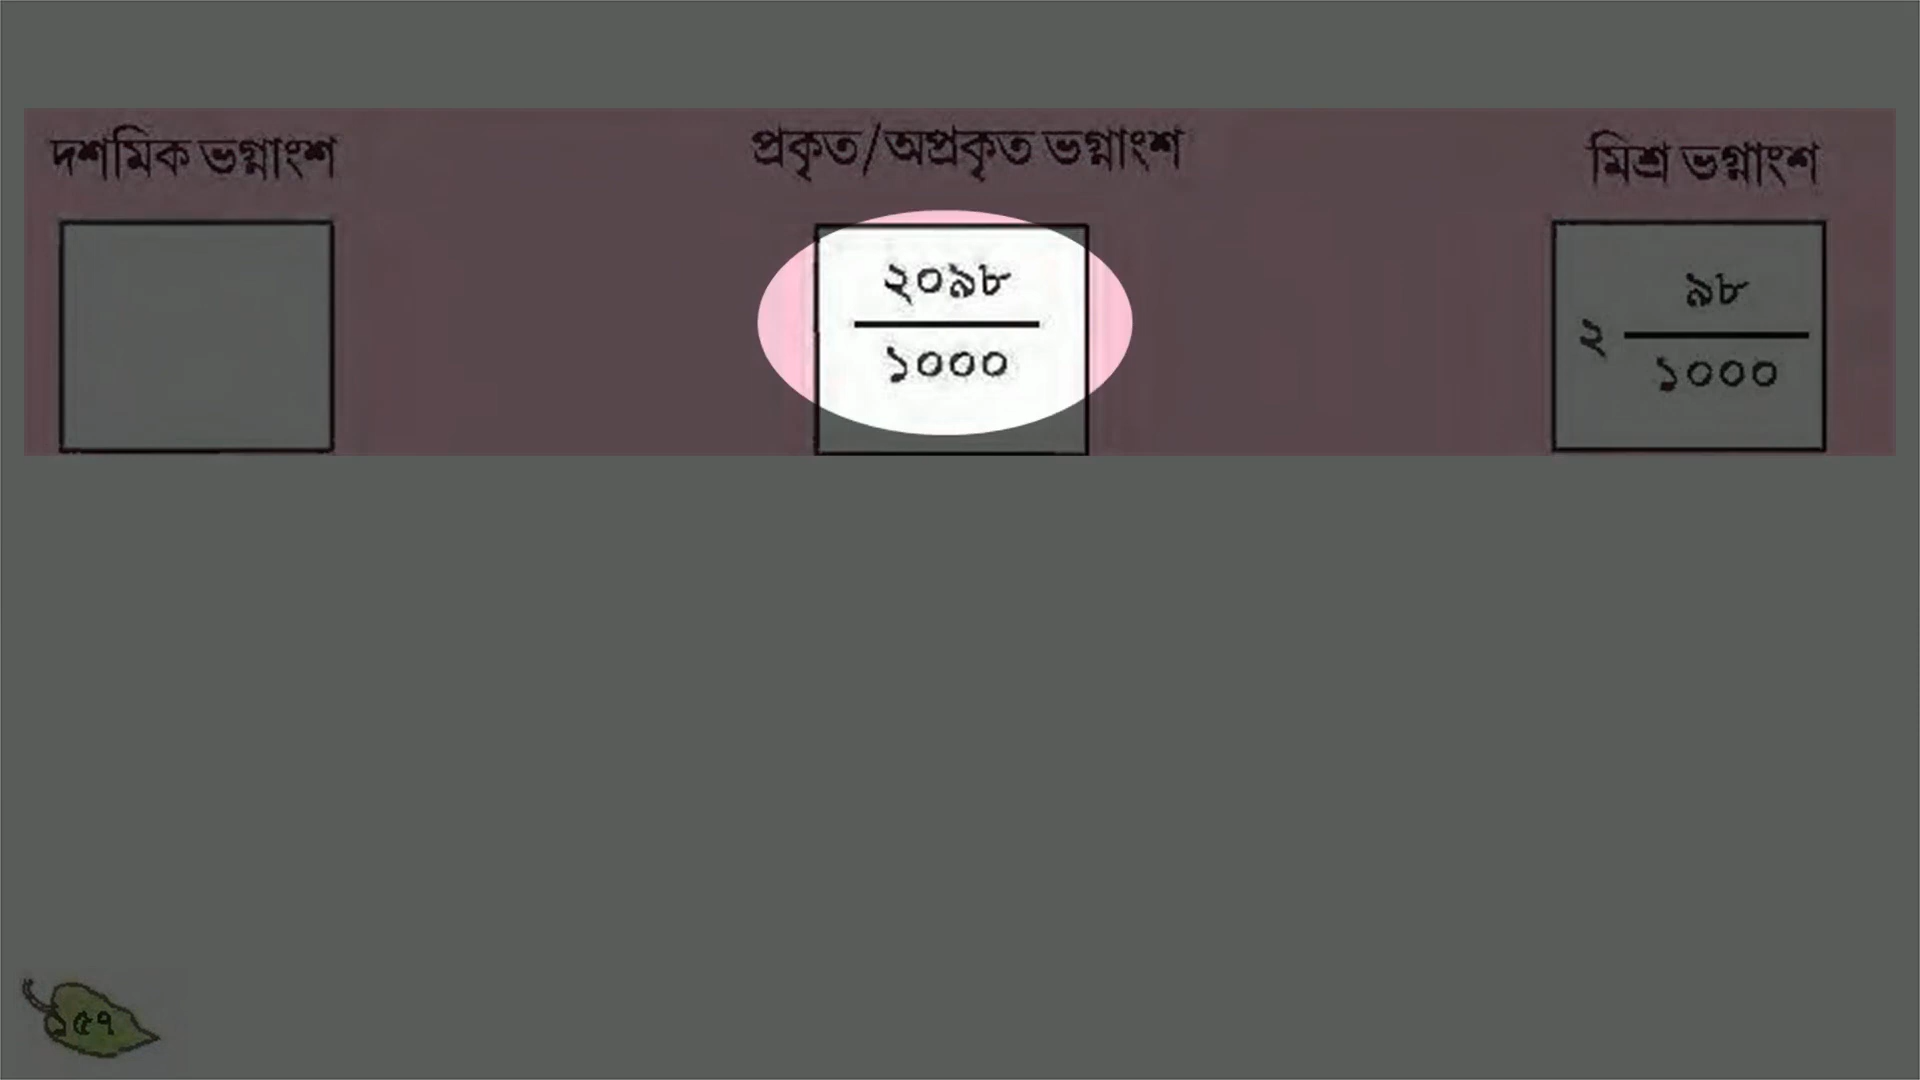 দশমিক ভগ্নাংশ
প্রকৃত/অপ্রকৃত ভগ্নাংশ
মিশ্র ভগ্নাংশ
২০৯৮
১০০০
৯৮
২
১০০০
১৫৭